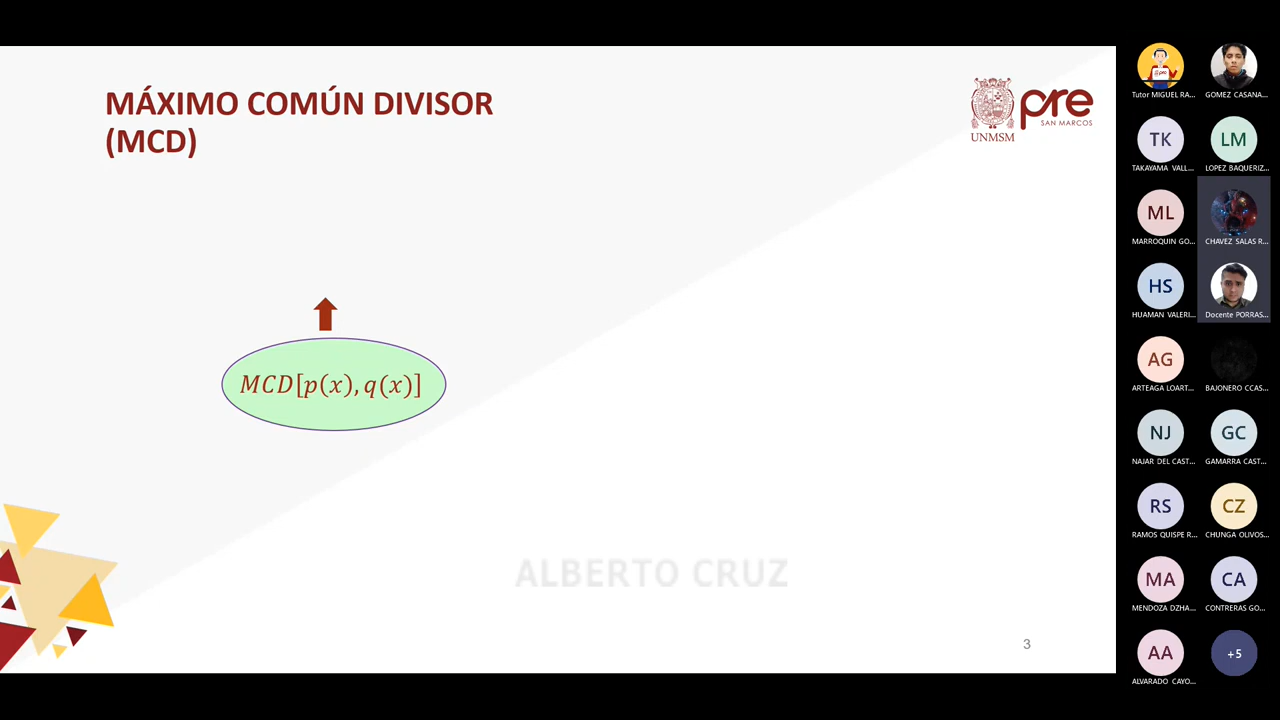 MÁXIMO COMÚN DIVISOR
(MCD)
UNMSM
pre
SAN MARCOS
MCD[p(x), q(x)]
ALBERTO CRUZ
3
Tutor MIGUEL RA...
GOMEZ CASANA...
TK
LM
TAKAYAMA VALL...
LOPEZ BAQUERIZ...
ML
MARROQUIN GO...
CHAVEZ SALAS R...
HS
HUAMAN VALERI...
Docente PORRAS...
AG
ARTEAGA LOART...
BAJONERO CCAS...
NJ
GC
NAJAR DEL CAST...
GAMARRA CAST...
RS
CZ
RAMOS QUISPE R...
CHUNGA OLIVOS...
MA
CA
MENDOZA DZHA...
CONTRERAS GO...
AA
+5
ALVARADO CAYO...